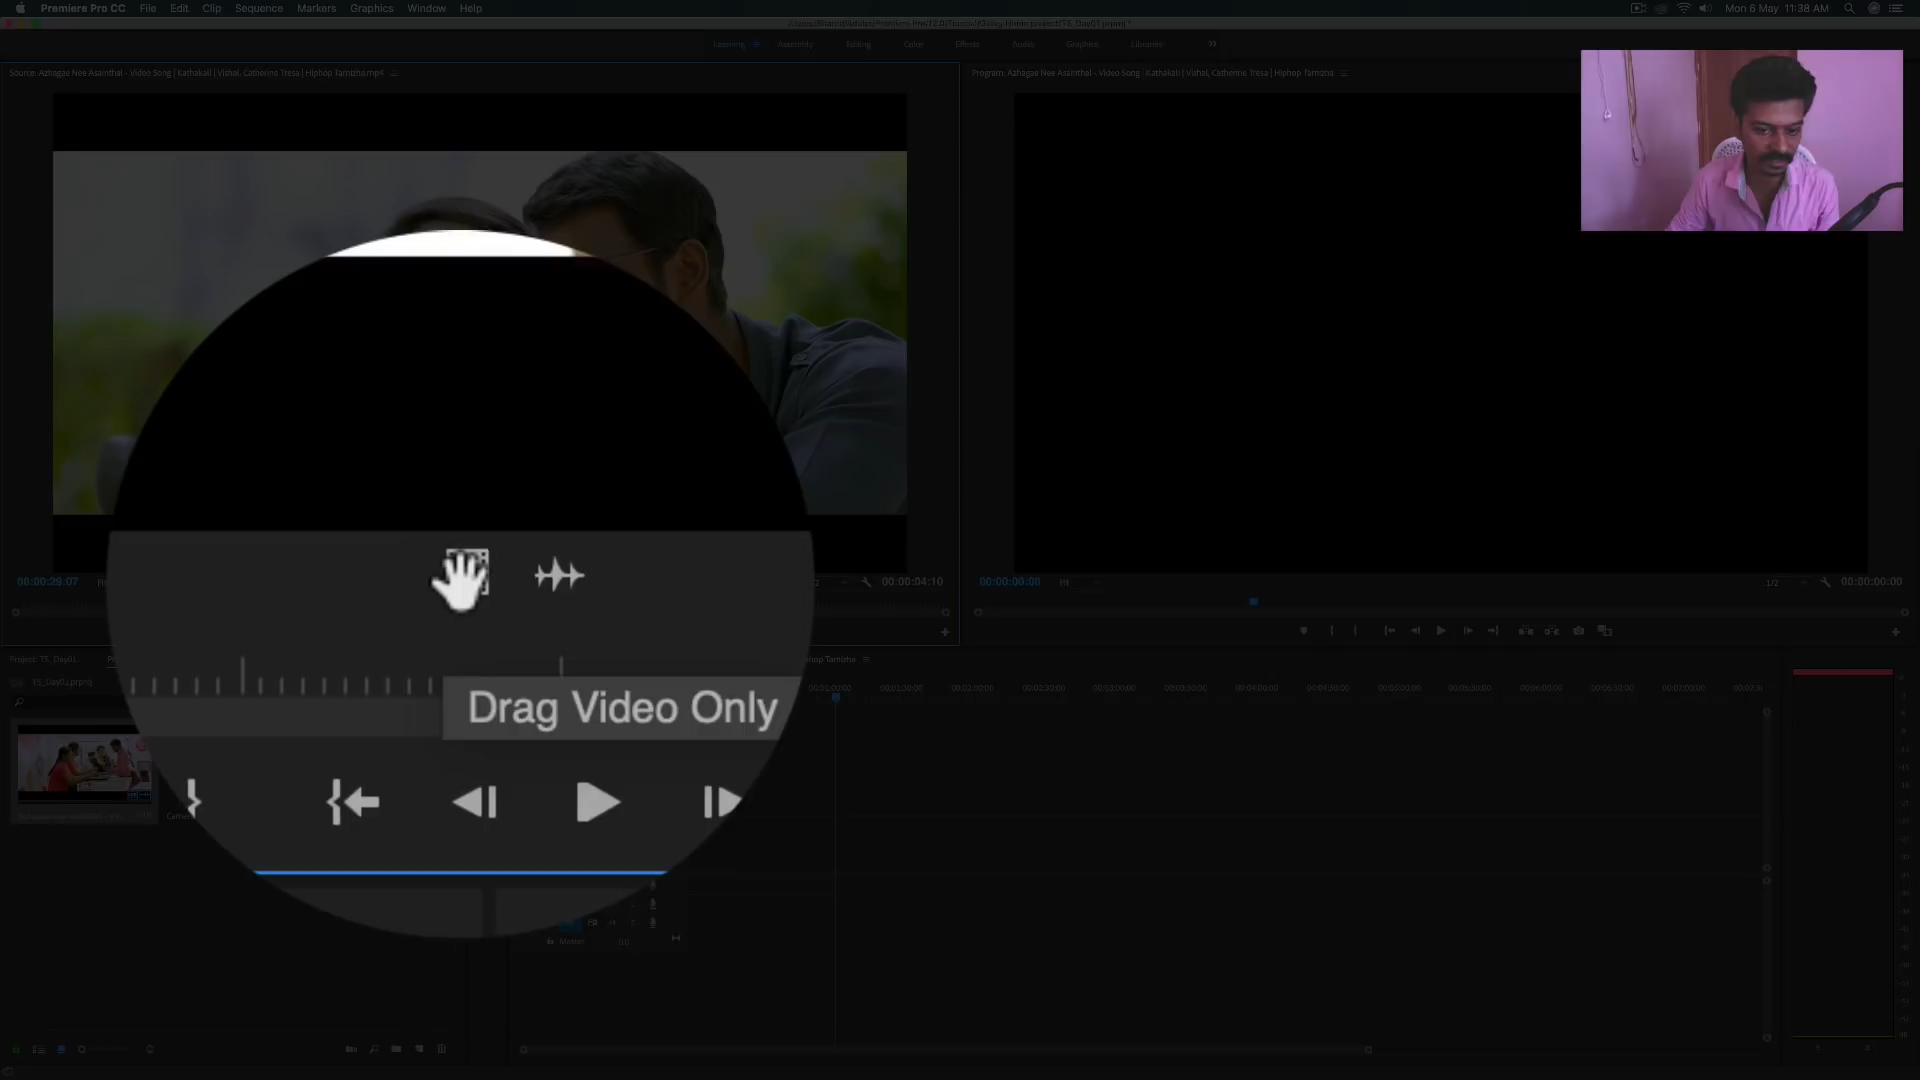 Premiere Pro CC File Edit Clip Sequence Markers Graphics Window Help
Mon 6 May 11:38 AM
Learning Assembly Editing Color Effects Audio Graphics Libraries
Source: Azhagae Nee Asainthal - Video Song | Kathakali | Vishal, Catherine Tresa | Hiphop Tamizha.mp4
Program: Azhagae Nee Asainthal - Video Song | Kathakali | Vishal, Catherine Tresa | Hiphop Tamizha
00:00:29:07
00:00:04:10
00:00:00:00
Fit
1/2
00:00:00:00
Drag Video Only
Project: TS_Day01
TS_Day01.prproj
00:01:00:00 00:01:30:00 00:02:00:00 00:02:30:00 00:03:00:00 00:03:30:00 00:04:00:00 00:04:30:00 00:05:00:00 00:05:30:00 00:06:00:00 00:06:30:00 00:07:00:00
Master 0.0